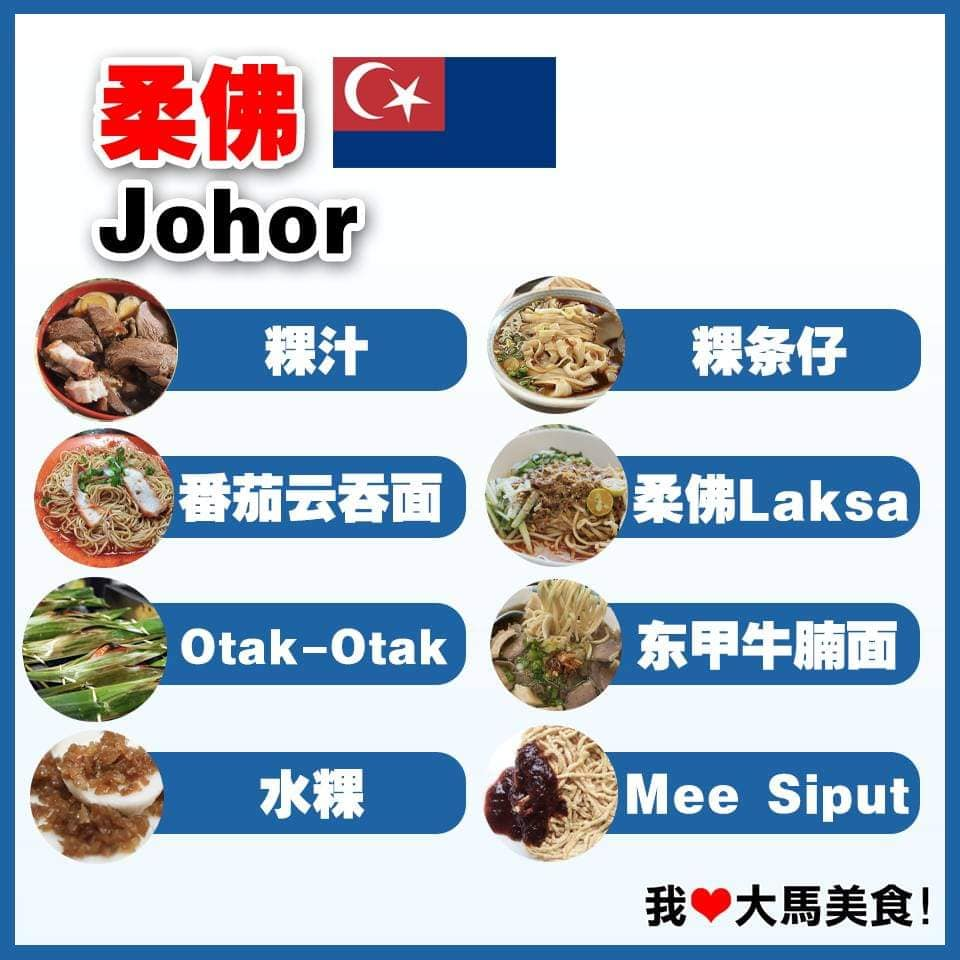 柔佛
Johor
粿汁
粿条仔
番茄云吞面
柔佛Laksa
Otak-Otak
东甲牛腩面
水粿
Mee Siput
我❤大馬美食!